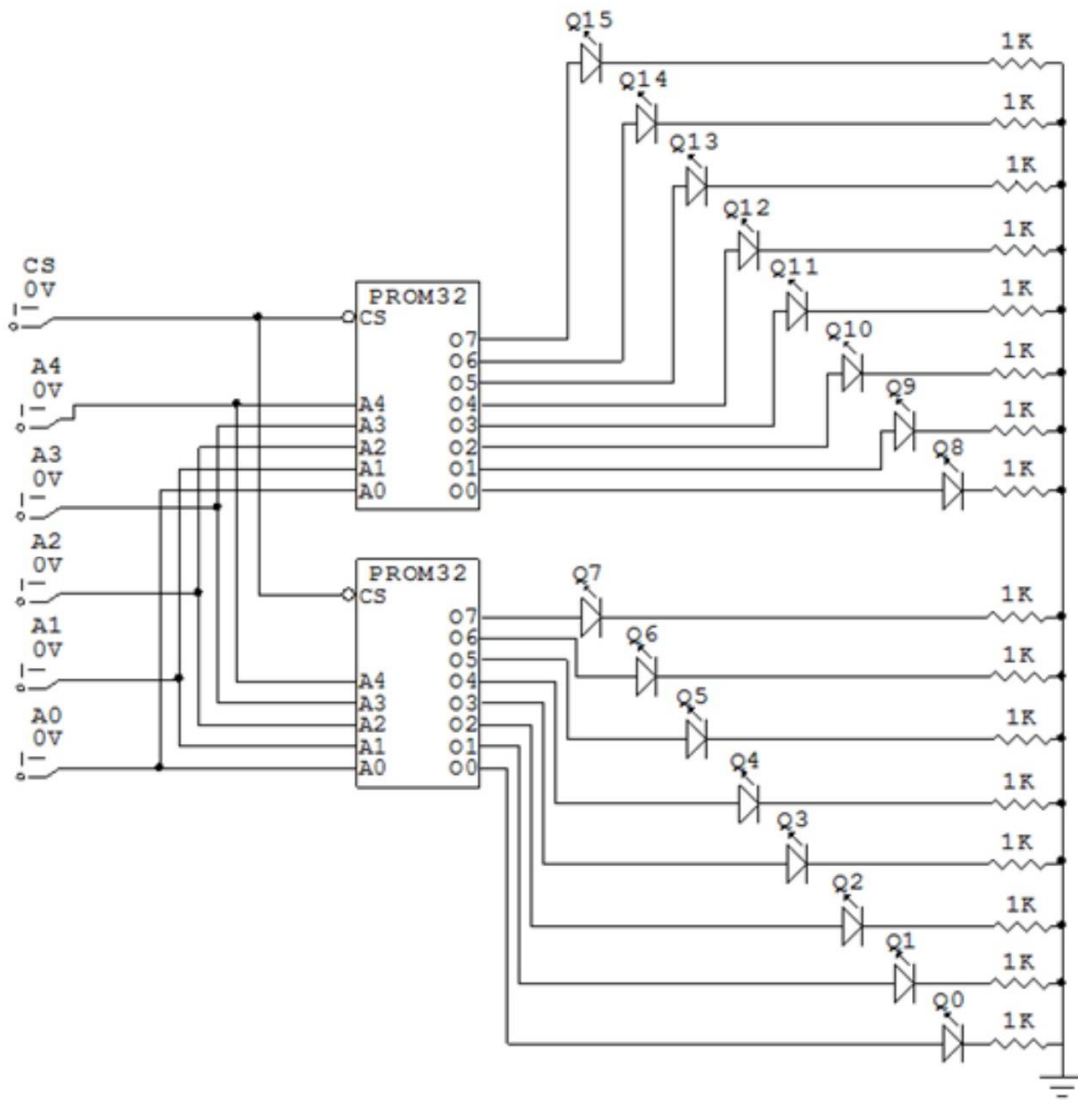 Q15
1K
Q14
1K
Q13
1K
Q12
1K
Q11
1K
Q10
1K
Q9
1K
Q8
1K
CS
0V
A4
0V
A3
0V
A2
0V
A1
0V
A0
0V
PROM32
CS
O7
O6
O5
A4 O4
A3 O3
A2 O2
A1 O1
A0 O0
PROM32
CS
O7
O6
O5
A4 O4
A3 O3
A2 O2
A1 O1
A0 O0
Q7
1K
Q6
1K
Q5
1K
Q4
1K
Q3
1K
Q2
1K
Q1
1K
Q0
1K